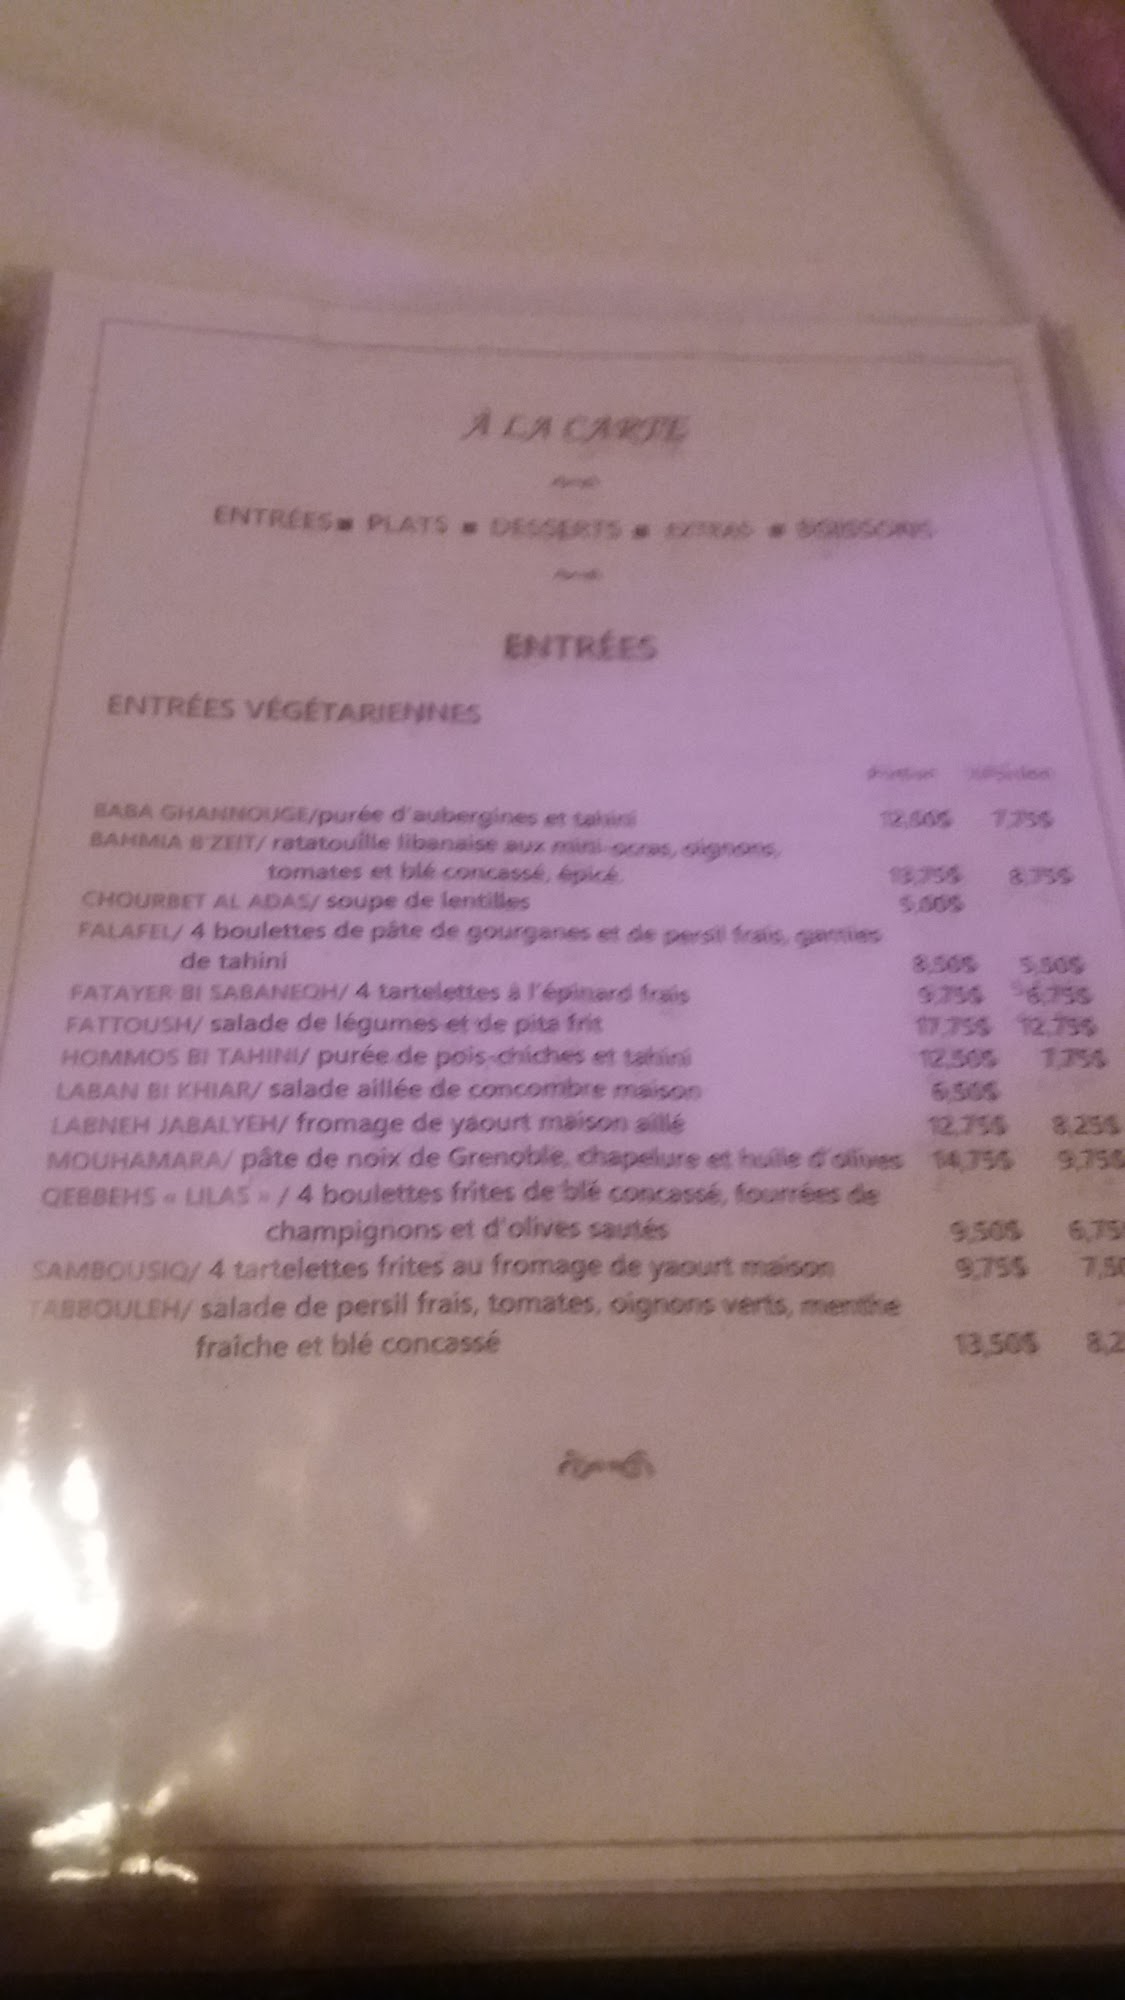 À LA CARTE
ENTRÉES ■ PLATS ■ DESSERTS ■ EXTRAS ■ BOISSONS
ENTRÉES
ENTRÉES VÉGÉTARIENNES
BABA GHANNOUGE/purée d'aubergines et tahini 12,50$ 7,75$
BAHMIA B'ZEIT/ ratatouille libanaise aux mini-ocras, oignons,
tomates et blé concassé, épicé. 13,75$ 8,75$
CHOURBET AL ADAS/ soupe de lentilles 5,00$
FALAFEL/ 4 boulettes de pâte de gourganes et de persil frais, garnies
de tahini 8,50$ 5,50$
FATAYER BI SABANEQH/ 4 tartelettes à l'épinard frais 9,75$ 6,75$
FATTOUSH/ salade de légumes et de pita frit 17,75$ 12,75$
HOMMOS BI TAHINI/ purée de pois-chiches et tahini 12,50$ 7,75$
LABAN BI KHIAR/ salade aillée de concombre maison 6,50$
LABNEH JABALYEH/ fromage de yaourt maison aillé 12,75$ 8,25$
MOUHAMARA/ pâte de noix de Grenoble, chapelure et huile d'olives 14,75$ 9,75$
QEBBEHS « LILAS » / 4 boulettes frites de blé concassé, fourrées de
champignons et d'olives sautés 9,50$ 6,75
SAMBOUSIQ/ 4 tartelettes frites au fromage de yaourt maison 9,75$ 7,50
TABBOULEH/ salade de persil frais, tomates, oignons verts, menthe
fraîche et blé concassé 13,50$ 8,2